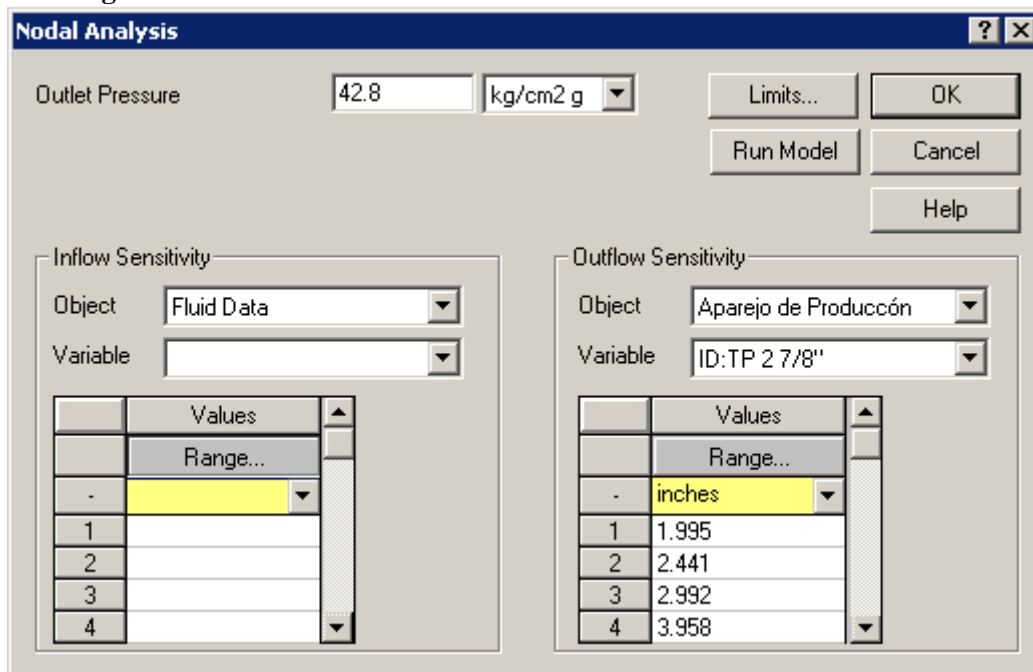 Nodal Analysis ? X
Outlet Pressure 42.8 kg/cm2 g Limits... OK
Run Model Cancel
Help
Inflow Sensitivity
Object Fluid Data
Variable
Values
Range...
-
1
2
3
4
Outflow Sensitivity
Object Aparejo de Produccón
Variable ID:TP 2 7/8"
Values
Range...
- inches
1 1.995
2 2.441
3 2.992
4 3.958